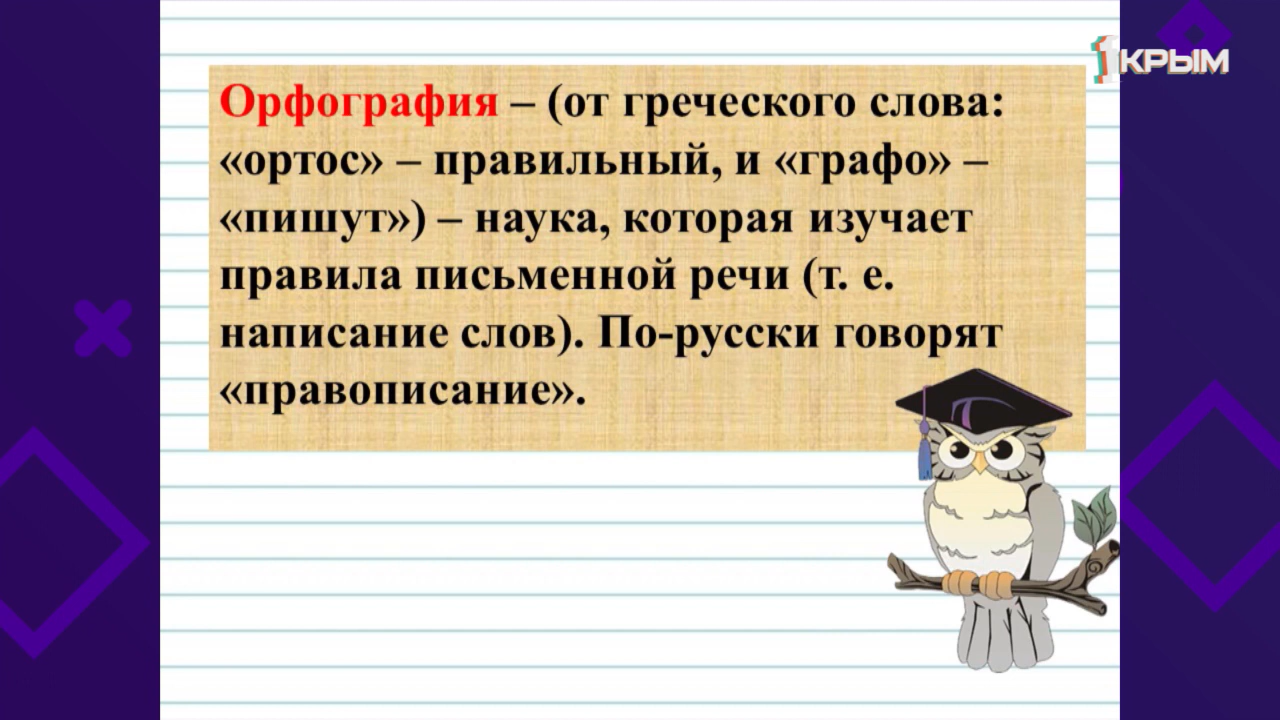 Орфография – (от греческого слова:
«ортос» – правильный, и «графо» –
«пишут») – наука, которая изучает
правила письменной речи (т. е.
написание слов). По-русски говорят
«правописание».
1КРЫМ